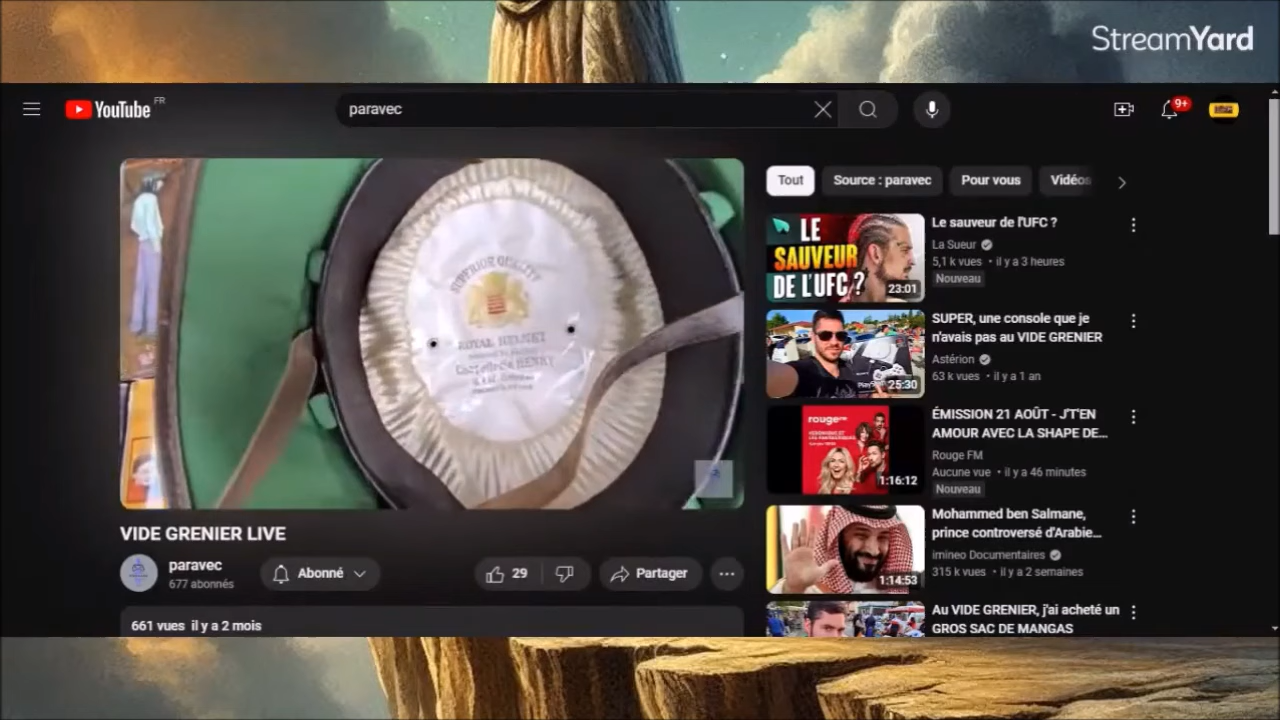 StreamYard
YouTube FR
paravec
9+
SUPERIOR QUALITY
ROYAL HELMET
HENRY
VIDE GRENIER LIVE
paravec
677 abonnés
Abonné
29
Partager
661 vues il y a 2 mois
Tout
Source : paravec
Pour vous
Vidéos
LE
SAUVEUR
DE L'UFC ?
23:01
Le sauveur de l'UFC ?
La Sueur
5,1 k vues • il y a 3 heures
Nouveau
25:30
SUPER, une console que je
n'avais pas au VIDE GRENIER
Astérion
63 k vues • il y a 1 an
rouge FM
1:16:12
ÉMISSION 21 AOÛT - J'T'EN
AMOUR AVEC LA SHAPE DE...
Rouge FM
Aucune vue • il y a 46 minutes
Nouveau
1:14:53
Mohammed ben Salmane,
prince controversé d'Arabie...
imineo Documentaires
315 k vues • il y a 2 semaines
Au VIDE GRENIER, j'ai acheté un
GROS SAC DE MANGAS